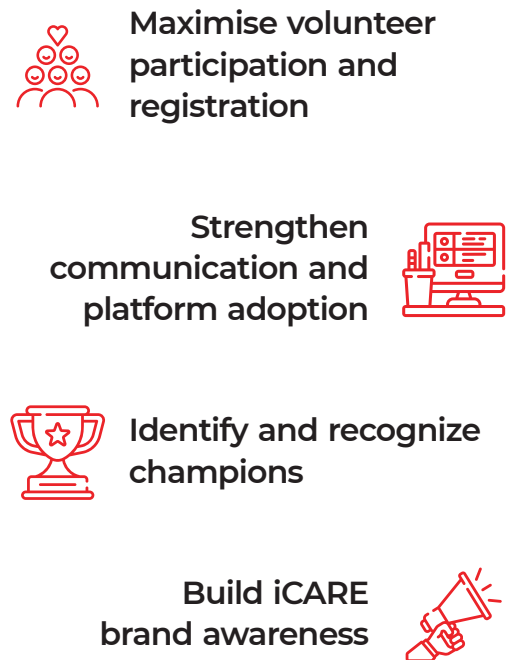 Maximise volunteer
participation and
registration
Strengthen
communication and
platform adoption
Identify and recognize
champions
Build iCARE
brand awareness